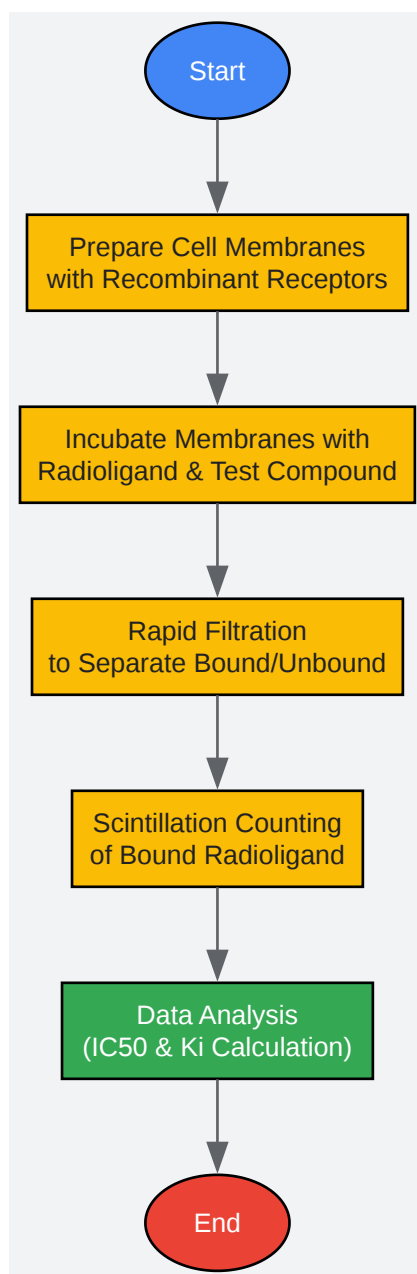 Start
Prepare Cell Membranes
with Recombinant Receptors
Incubate Membranes with
Radioligand & Test Compound
Rapid Filtration
to Separate Bound/Unbound
Scintillation Counting
of Bound Radioligand
Data Analysis
(IC50 & Ki Calculation)
End